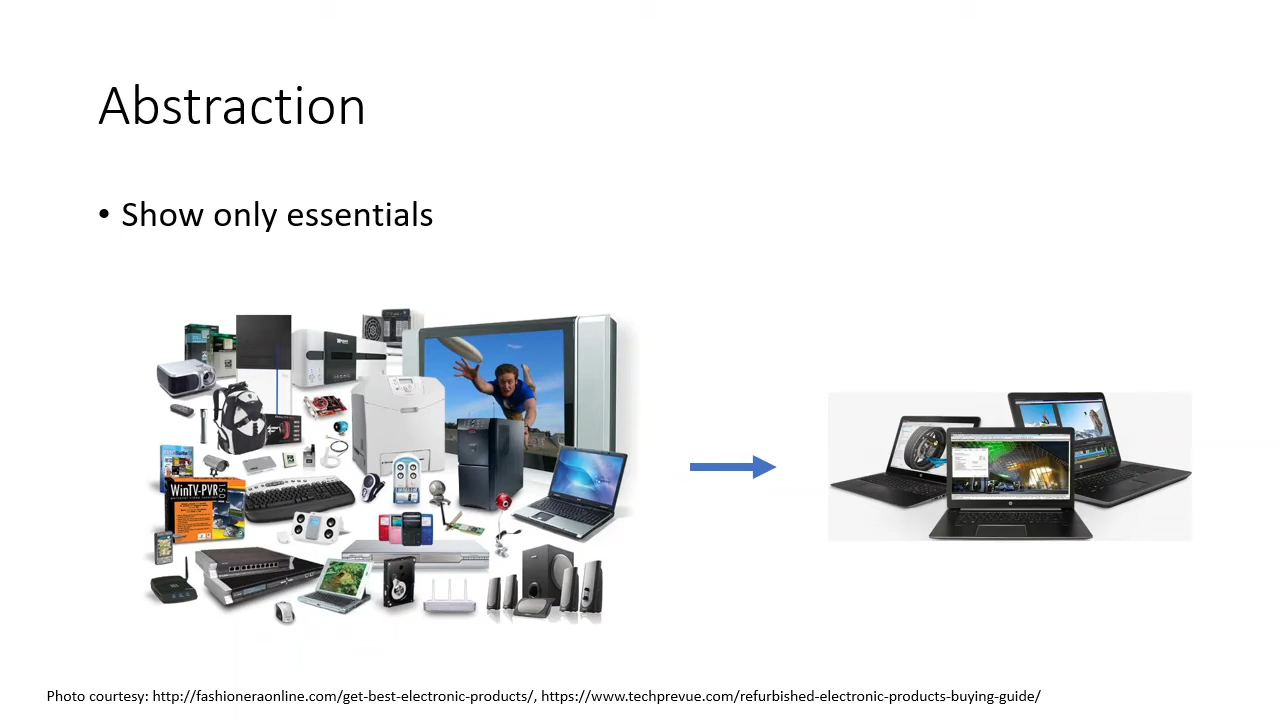 Abstraction
• Show only essentials
WinTV-PVR
Photo courtesy: http://fashioneraonline.com/get-best-electronic-products/, https://www.techprevue.com/refurbished-electronic-products-buying-guide/